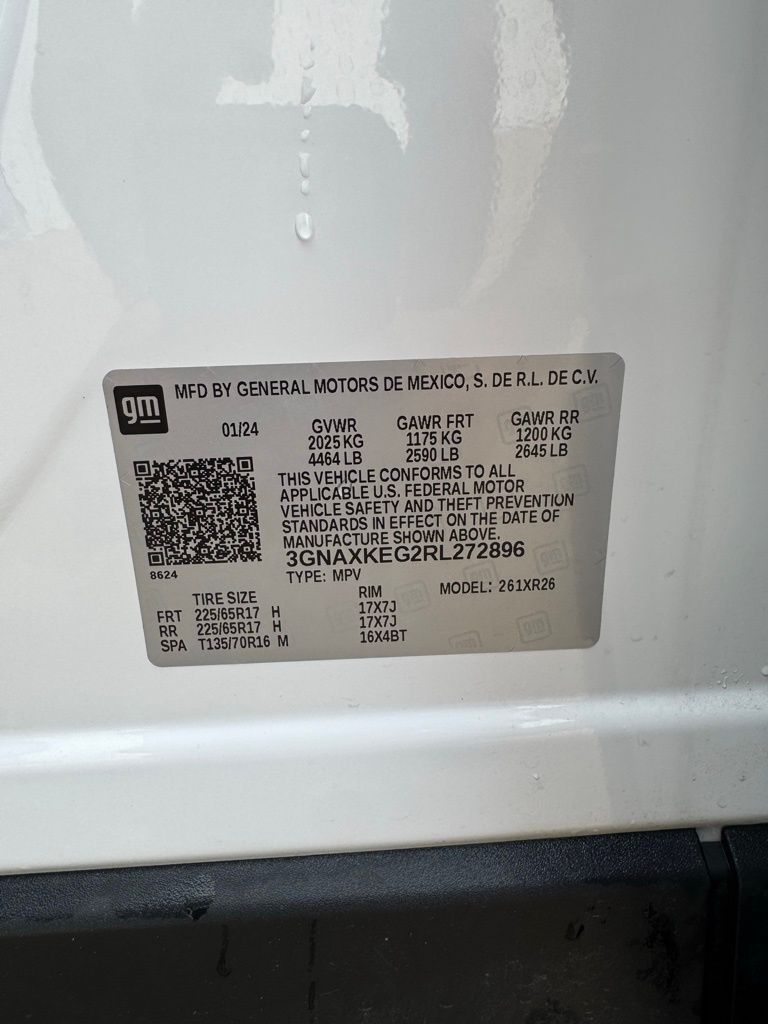 gm
MFD BY GENERAL MOTORS DE MEXICO, S. DE R.L. DE C.V.
01/24 GVWR GAWR FRT GAWR RR
2025 KG 1175 KG 1200 KG
4464 LB 2590 LB 2645 LB
THIS VEHICLE CONFORMS TO ALL
APPLICABLE U.S. FEDERAL MOTOR
VEHICLE SAFETY AND THEFT PREVENTION
STANDARDS IN EFFECT ON THE DATE OF
MANUFACTURE SHOWN ABOVE.
3GNAXKEG2RL272896
8624
TYPE: MPV
MODEL: 261XR26
TIRE SIZE RIM
FRT 225/65R17 H 17X7J
RR 225/65R17 H 17X7J
SPA T135/70R16 M 16X4BT